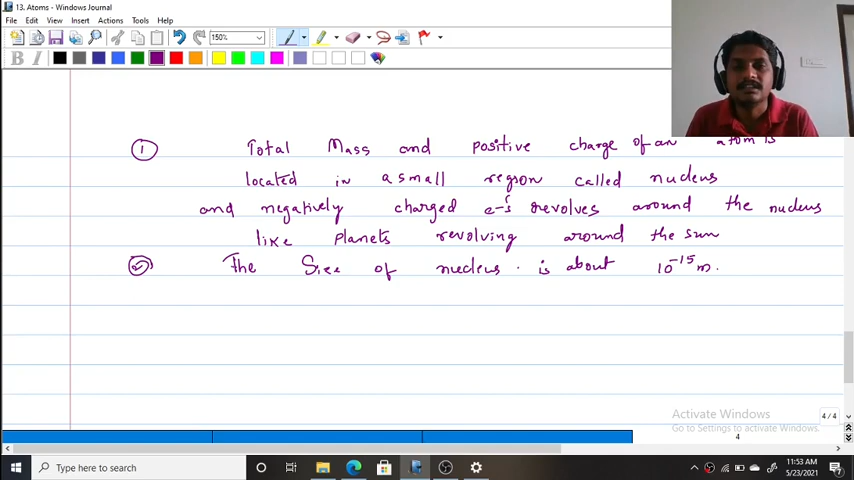 13. Atoms - Windows Journal
File Edit View Insert Actions Tools Help
150%
B I
① Total Mass and positive charge of an atom is
located in a small region called nucleus
and negatively charged e-'s revolves around the nucleus
like Planets revolving around the sun
② The Size of nucleus. is about 10⁻¹⁵ m.
Activate Windows
Go to Settings to activate Windows.
4 / 4
4
Type here to search
11:53 AM
5/23/2021